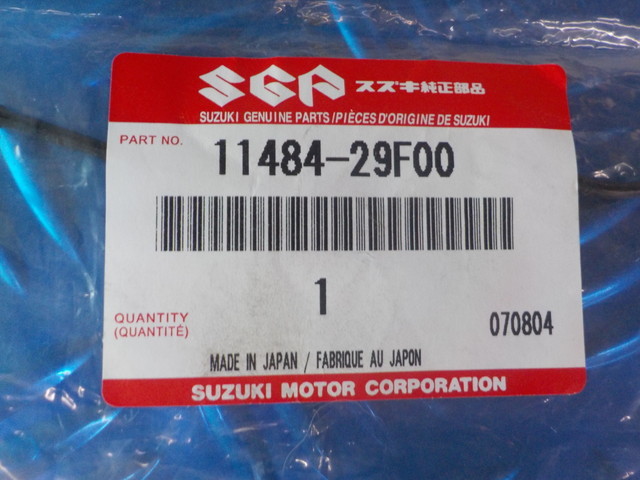 SGP スズキ純正部品
SUZUKI GENUINE PARTS/PIÈCES D'ORIGINE DE SUZUKI
PART NO. 11484-29F00
1
QUANTITY
(QUANTITÉ)
070804
MADE IN JAPAN / FABRIQUE AU JAPON
SUZUKI MOTOR CORPORATION